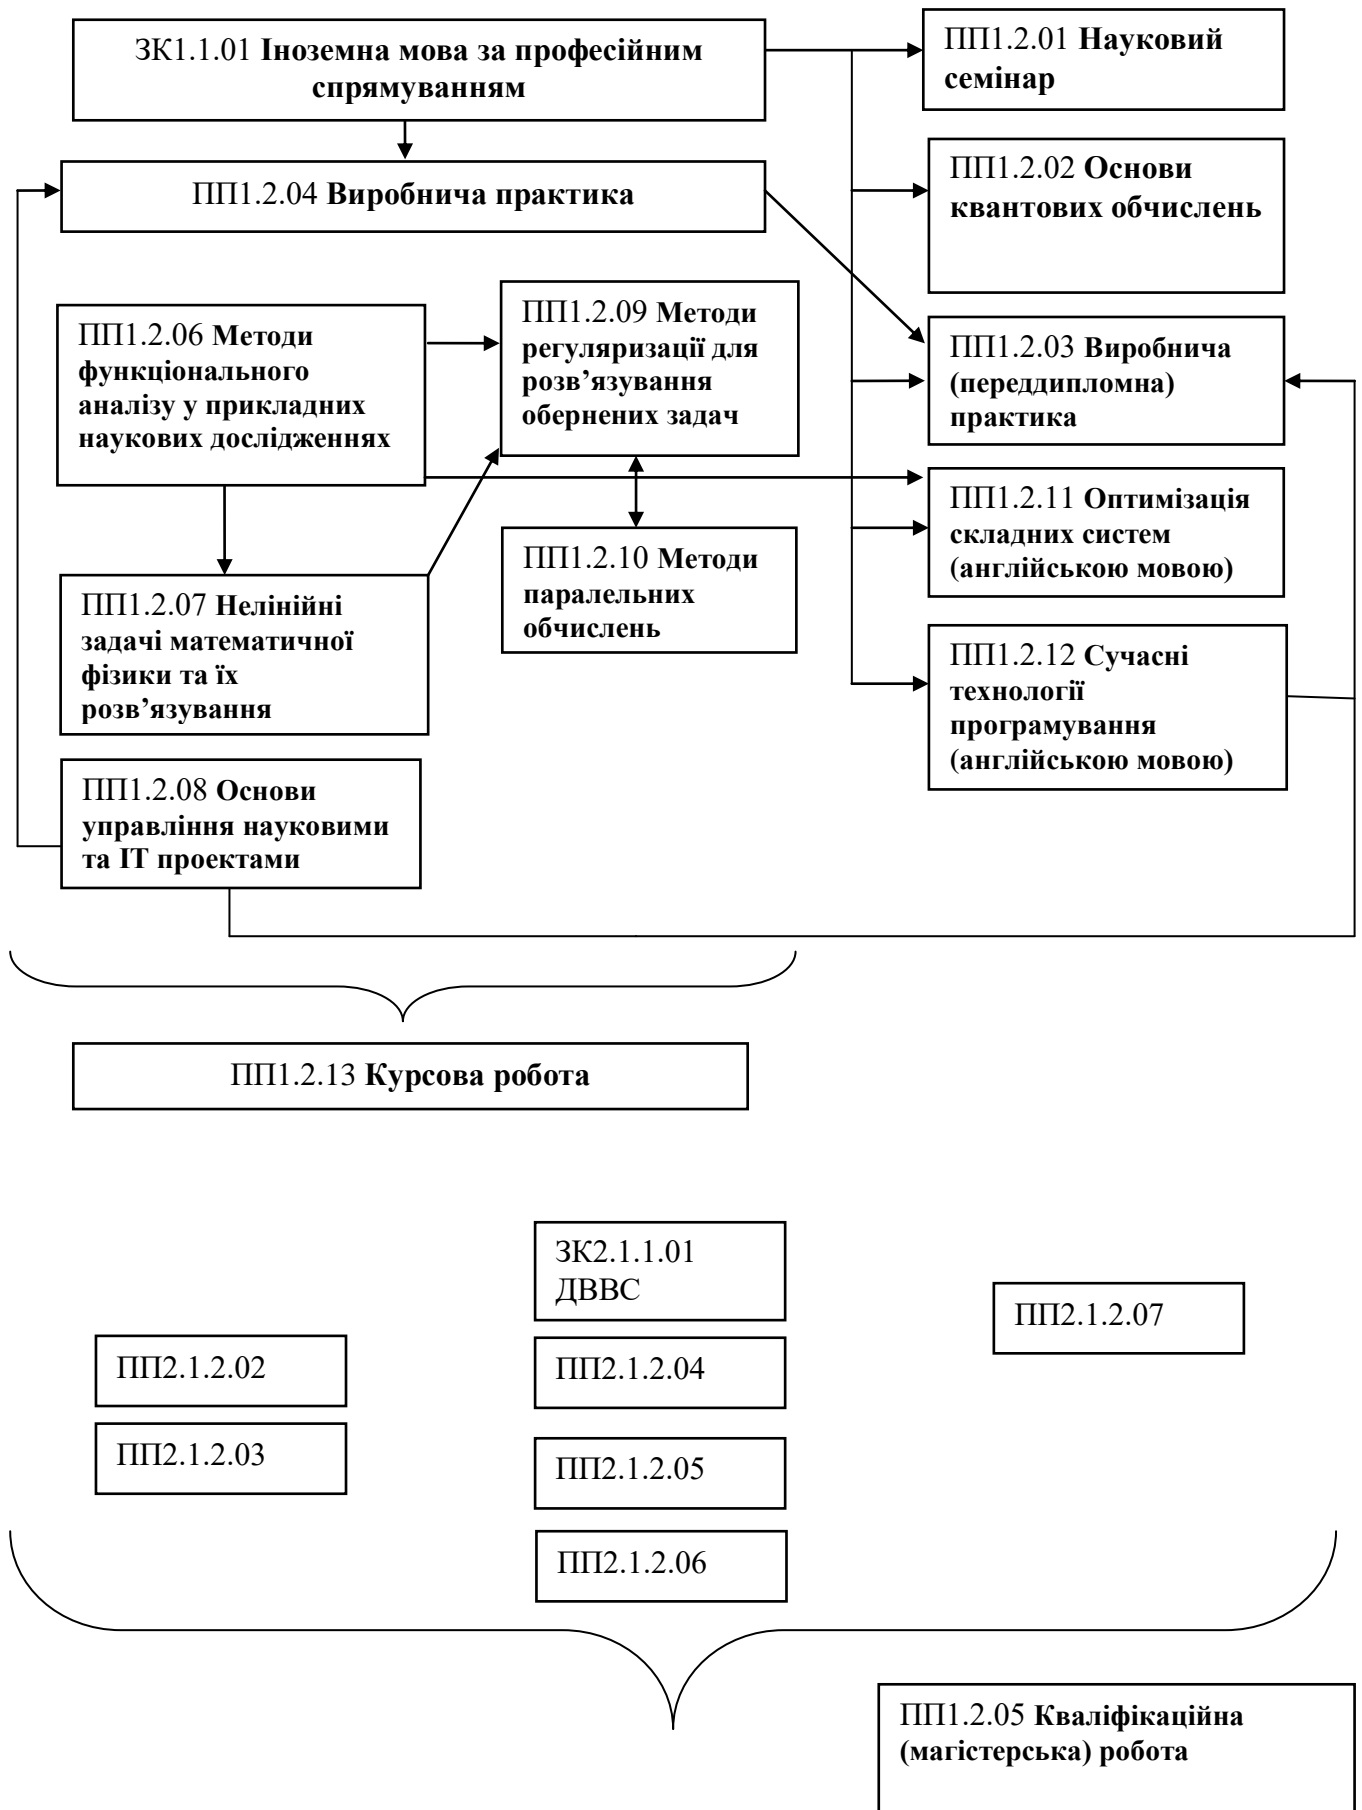 ЗК1.1.01 Іноземна мова за професійним
спрямуванням
ПП1.2.01 Науковий
семінар
ПП1.2.02 Основи
квантових обчислень
ПП1.2.04 Виробнича практика
ПП1.2.06 Методи
функціонального
аналізу у прикладних
наукових дослідженнях
ПП1.2.09 Методи
регуляризації для
розв’язування
обернених задач
ПП1.2.03 Виробнича
(переддипломна)
практика
ПП1.2.11 Оптимізація
складних систем
(англійською мовою)
ПП1.2.10 Методи
паралельних
обчислень
ПП1.2.07 Нелінійні
задачі математичної
фізики та їх
розв’язування
ПП1.2.12 Сучасні
технології
програмування
(англійською мовою)
ПП1.2.08 Основи
управління науковими
та ІТ проектами
ПП1.2.13 Курсова робота
ЗК2.1.1.01
ДВВС
ПП2.1.2.07
ПП2.1.2.02
ПП2.1.2.04
ПП2.1.2.03
ПП2.1.2.05
ПП2.1.2.06
ПП1.2.05 Кваліфікаційна
(магістерська) робота